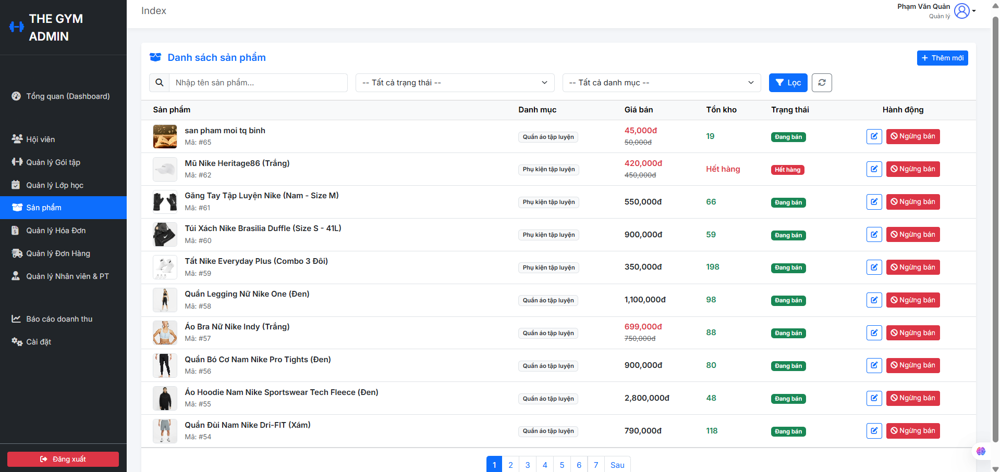 THE GYM
ADMIN
Index
Phạm Văn Quản
Quản lý
Tổng quan (Dashboard)
Hội viên
Quản lý Gói tập
Quản lý Lớp học
Sản phẩm
Quản lý Hóa Đơn
Quản lý Đơn Hàng
Quản lý Nhân viên & PT
Báo cáo doanh thu
Cài đặt
Đăng xuất
Danh sách sản phẩm
Thêm mới
Nhập tên sản phẩm... -- Tất cả trạng thái -- -- Tất cả danh mục -- Lọc
Sản phẩm Danh mục Giá bán Tồn kho Trạng thái Hành động
san pham moi tq binh
Mã: #65
Quần áo tập luyện
45,000đ
50,000đ
19
Đang bán
Ngừng bán
Mũ Nike Heritage86 (Trắng)
Mã: #62
Phụ kiện tập luyện
420,000đ
450,000đ
Hết hàng
Hết hàng
Ngừng bán
Găng Tay Tập Luyện Nike (Nam - Size M)
Mã: #61
Phụ kiện tập luyện
550,000đ
66
Đang bán
Ngừng bán
Túi Xách Nike Brasilia Duffle (Size S - 41L)
Mã: #60
Phụ kiện tập luyện
900,000đ
59
Đang bán
Ngừng bán
Tất Nike Everyday Plus (Combo 3 Đôi)
Mã: #59
Phụ kiện tập luyện
350,000đ
198
Đang bán
Ngừng bán
Quần Legging Nữ Nike One (Đen)
Mã: #58
Quần áo tập luyện
1,100,000đ
98
Đang bán
Ngừng bán
Áo Bra Nữ Nike Indy (Trắng)
Mã: #57
Quần áo tập luyện
699,000đ
750,000đ
88
Đang bán
Ngừng bán
Quần Bó Cơ Nam Nike Pro Tights (Đen)
Mã: #56
Quần áo tập luyện
900,000đ
80
Đang bán
Ngừng bán
Áo Hoodie Nam Nike Sportswear Tech Fleece (Đen)
Mã: #55
Quần áo tập luyện
2,800,000đ
48
Đang bán
Ngừng bán
Quần Đùi Nam Nike Dri-FIT (Xám)
Mã: #54
Quần áo tập luyện
790,000đ
118
Đang bán
Ngừng bán
1 2 3 4 5 6 7 Sau